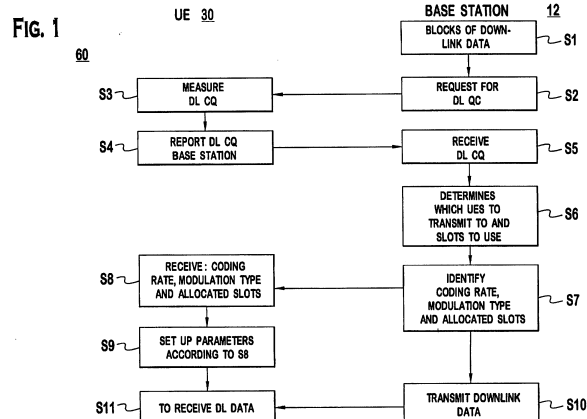 FIG. 1
UE 30
BASE STATION 12
60
BLOCKS OF DOWN-
LINK DATA
S1
S3
MEASURE
DL CQ
REQUEST FOR
DL QC
S2
S4
REPORT DL CQ
BASE STATION
RECEIVE
DL CQ
S5
DETERMINES
WHICH UES TO
TRANSMIT TO AND
SLOTS TO USE
S6
S8
RECEIVE: CODING
RATE, MODULATION TYPE
AND ALLOCATED SLOTS
IDENTIFY
CODING RATE,
MODULATION TYPE
AND ALLOCATED SLOTS
S7
S9
SET UP PARAMETERS
ACCORDING TO S8
S11
TO RECEIVE DL DATA
TRANSMIT DOWNLINK
DATA
S10